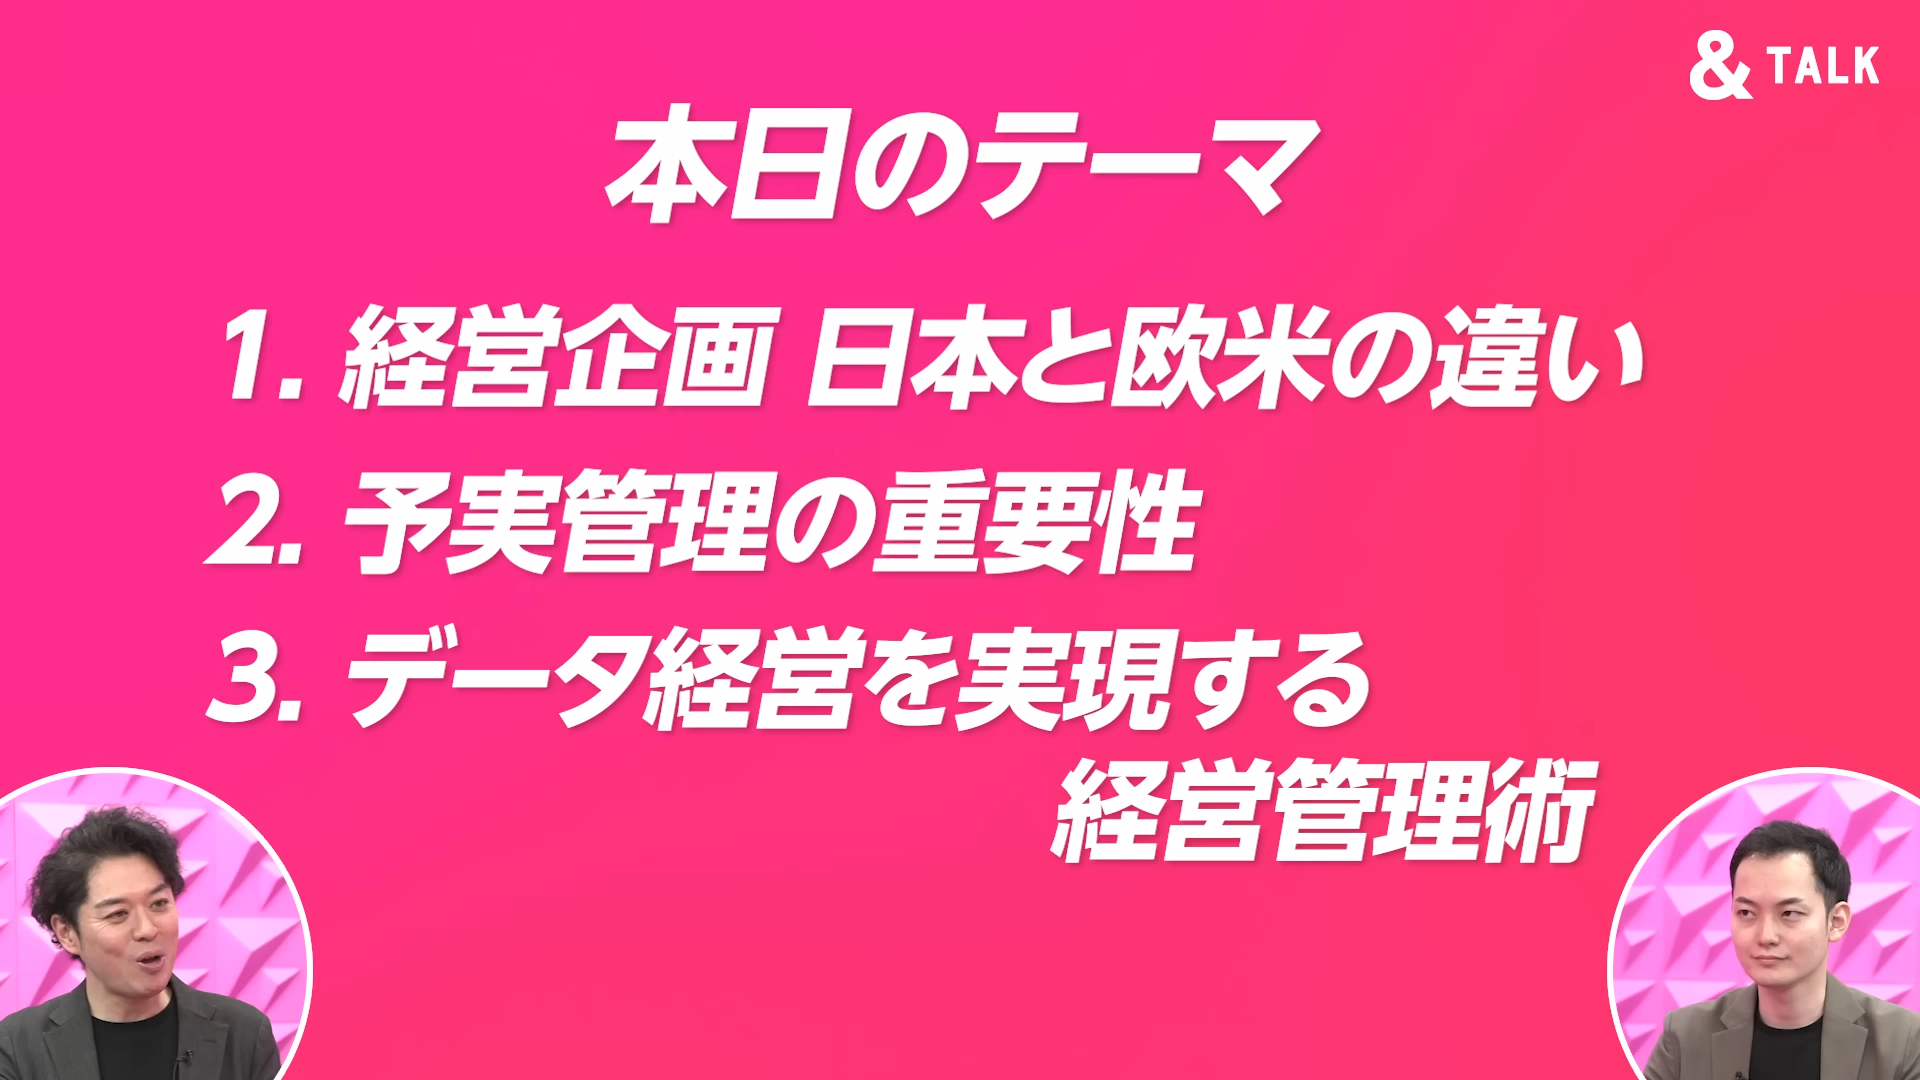 & TALK
本日のテーマ
1. 経営企画 日本と欧米の違い
2. 予実管理の重要性
3. データ経営を実現する
経営管理術